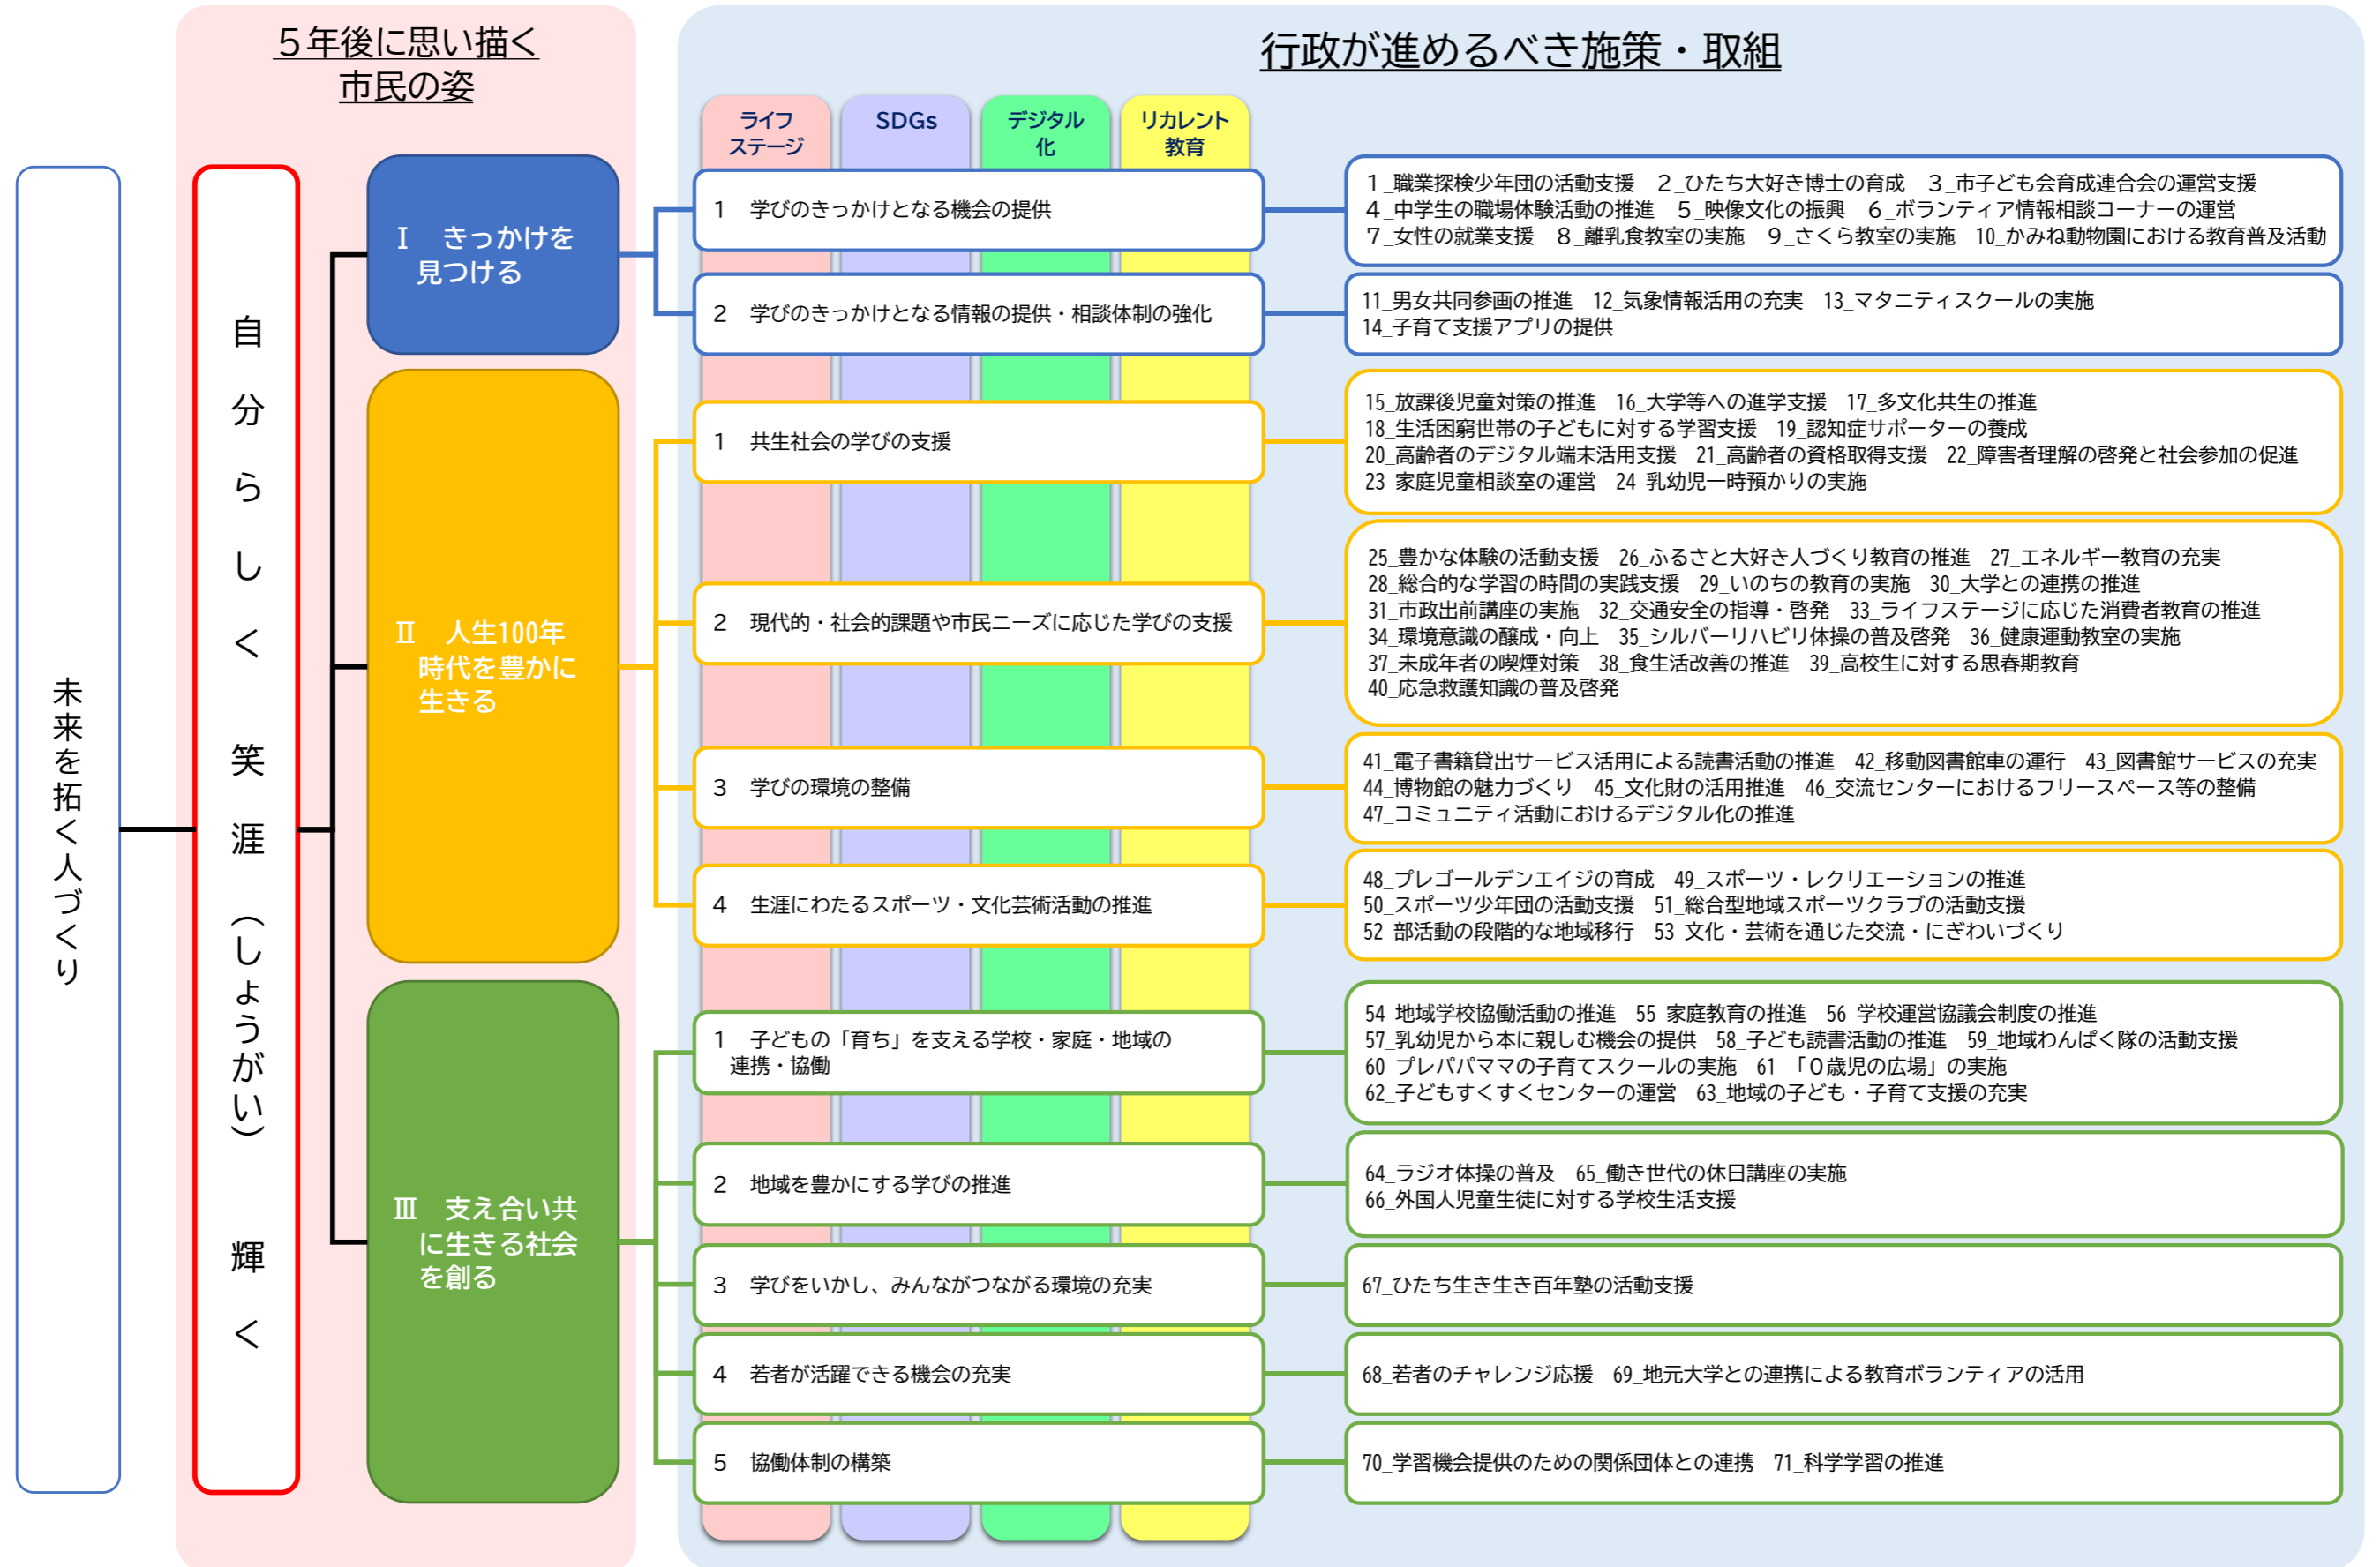 ５年後に思い描く
市民の姿
行政が進めるべき施策・取組
ライフ
ステージ
SDGs
デジタル
化
リカレント
教育
未来を拓く人づくり
自分らしく 笑涯（しょうがい） 輝く
Ⅰ　きっかけを
見つける
１　学びのきっかけとなる機会の提供
１_職業探検少年団の活動支援　２_ひたち大好き博士の育成　３_市子ども会育成連合会の運営支援
４_中学生の職場体験活動の推進　５_映像文化の振興　６_ボランティア情報相談コーナーの運営
７_女性の就業支援　８_離乳食教室の実施　９_さくら教室の実施　10_かみね動物園における教育普及活動
２　学びのきっかけとなる情報の提供・相談体制の強化
11_男女共同参画の推進　12_気象情報活用の充実　13_マタニティスクールの実施
14_子育て支援アプリの提供
Ⅱ　人生100年
時代を豊かに
生きる
１　共生社会の学びの支援
15_放課後児童対策の推進　16_大学等への進学支援　17_多文化共生の推進
18_生活困窮世帯の子どもに対する学習支援　19_認知症サポーターの養成
20_高齢者のデジタル端末活用支援　21_高齢者の資格取得支援　22_障害者理解の啓発と社会参加の促進
23_家庭児童相談室の運営　24_乳幼児一時預かりの実施
２　現代的・社会的課題や市民ニーズに応じた学びの支援
25_豊かな体験の活動支援　26_ふるさと大好き人づくり教育の推進　27_エネルギー教育の充実
28_総合的な学習の時間の実践支援　29_いのちの教育の実施　30_大学との連携の推進
31_市政出前講座の実施　32_交通安全の指導・啓発　33_ライフステージに応じた消費者教育の推進
34_環境意識の醸成・向上　35_シルバーリハビリ体操の普及啓発　36_健康運動教室の実施
37_未成年者の喫煙対策　38_食生活改善の推進　39_高校生に対する思春期教育
40_応急救護知識の普及啓発
３　学びの環境の整備
41_電子書籍貸出サービス活用による読書活動の推進　42_移動図書館車の運行　43_図書館サービスの充実
44_博物館の魅力づくり　45_文化財の活用推進　46_交流センターにおけるフリースペース等の整備
47_コミュニティ活動におけるデジタル化の推進
４　生涯にわたるスポーツ・文化芸術活動の推進
48_プレゴールデンエイジの育成　49_スポーツ・レクリエーションの推進
50_スポーツ少年団の活動支援　51_総合型地域スポーツクラブの活動支援
52_部活動の段階的な地域移行　53_文化・芸術を通じた交流・にぎわいづくり
Ⅲ　支え合い共
に生きる社会
を創る
１　子どもの「育ち」を支える学校・家庭・地域の
連携・協働
54_地域学校協働活動の推進　55_家庭教育の推進　56_学校運営協議会制度の推進
57_乳幼児から本に親しむ機会の提供　58_子ども読書活動の推進　59_地域わんぱく隊の活動支援
60_プレパパママの子育てスクールの実施　61_「０歳児の広場」の実施
62_子どもすくすくセンターの運営　63_地域の子ども・子育て支援の充実
２　地域を豊かにする学びの推進
64_ラジオ体操の普及　65_働き世代の休日講座の実施
66_外国人児童生徒に対する学校生活支援
３　学びをいかし、みんながつながる環境の充実
67_ひたち生き生き百年塾の活動支援
４　若者が活躍できる機会の充実
68_若者のチャレンジ応援　69_地元大学との連携による教育ボランティアの活用
５　協働体制の構築
70_学習機会提供のための関係団体との連携　71_科学学習の推進